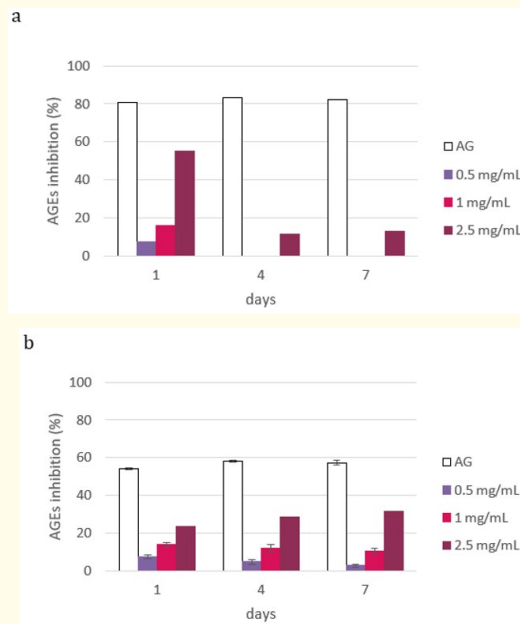 a
100
80
60
40
20
0
AGEs inhibition (%)
1 4 7
days
AG
0.5 mg/mL
1 mg/mL
2.5 mg/mL
b
100
80
60
40
20
0
AGEs inhibition (%)
1 4 7
days
AG
0.5 mg/mL
1 mg/mL
2.5 mg/mL